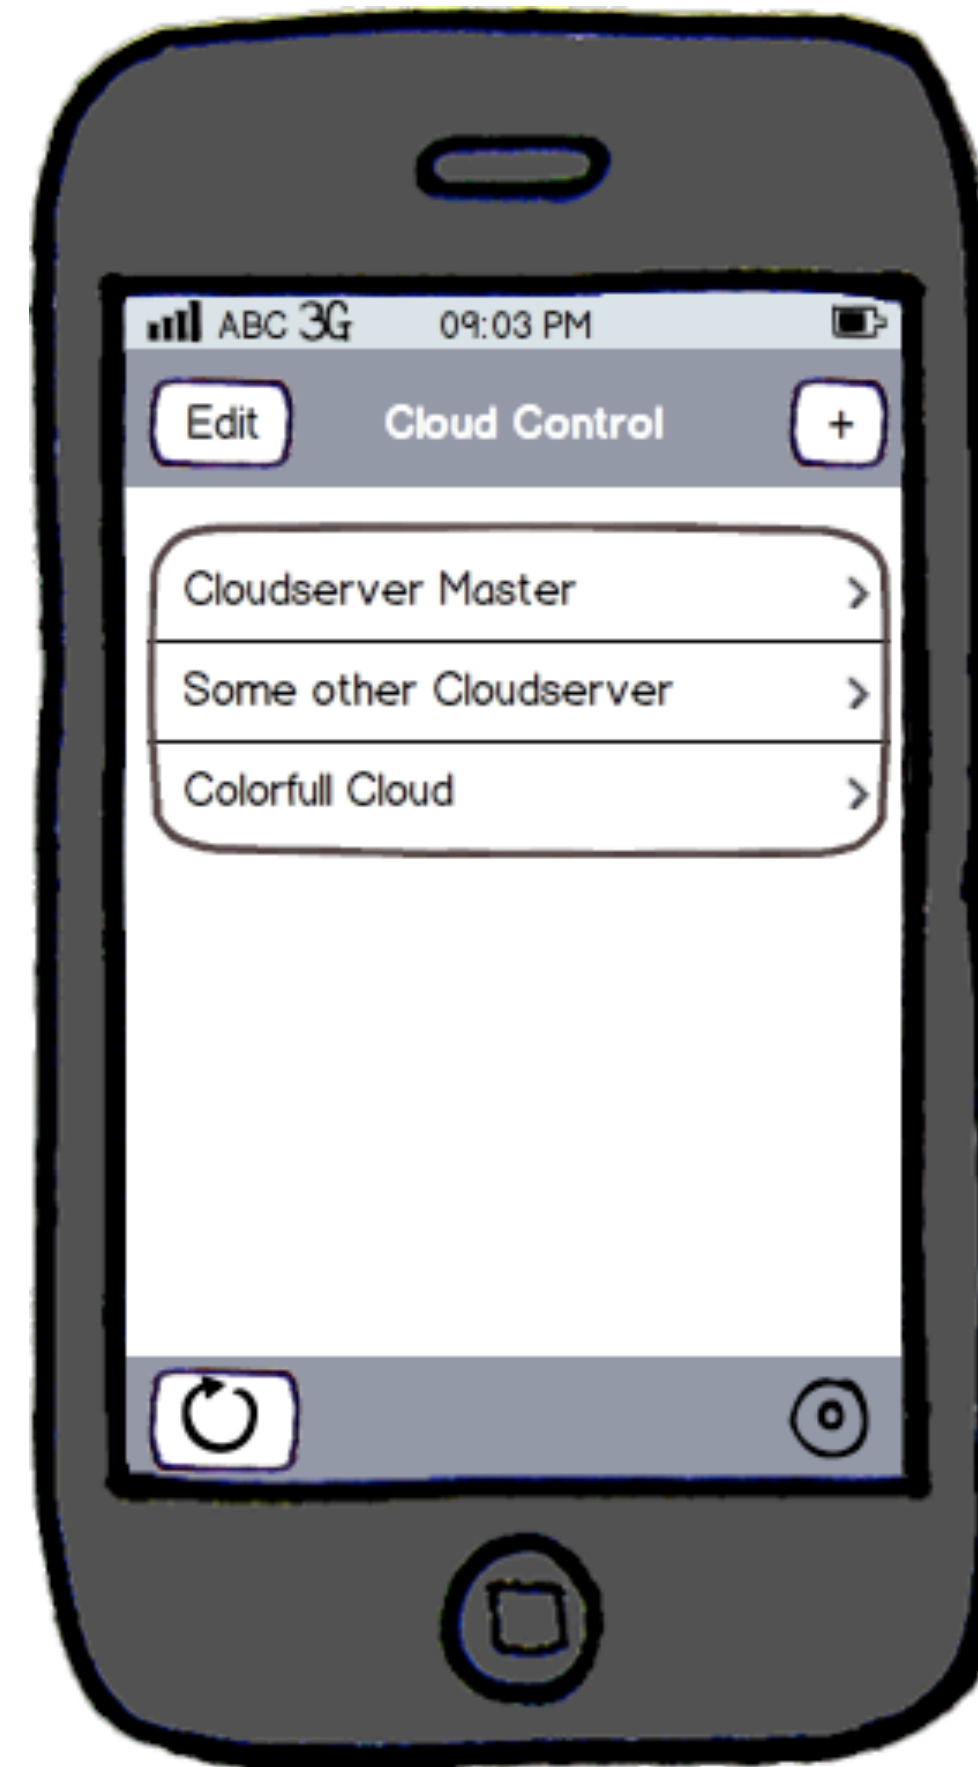 ABC 3G 09:03 PM
Edit Cloud Control +
Cloudserver Master
Some other Cloudserver
Colorfull Cloud